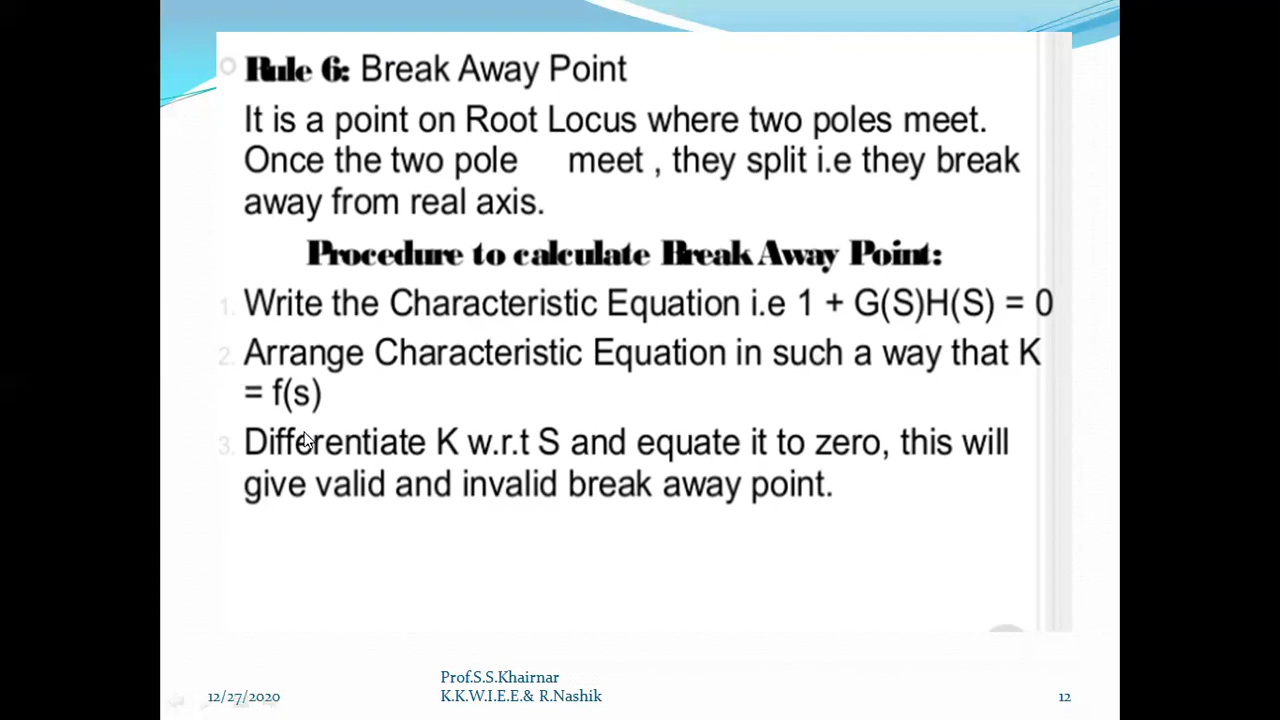 Rule 6: Break Away Point
It is a point on Root Locus where two poles meet.
Once the two pole meet , they split i.e they break
away from real axis.
Procedure to calculate Break Away Point:
1. Write the Characteristic Equation i.e 1 + G(S)H(S) = 0
2. Arrange Characteristic Equation in such a way that K
= f(s)
3. Differentiate K w.r.t S and equate it to zero, this will
give valid and invalid break away point.
Prof.S.S.Khairnar
12/27/2020 K.K.W.I.E.E.& R.Nashik 12